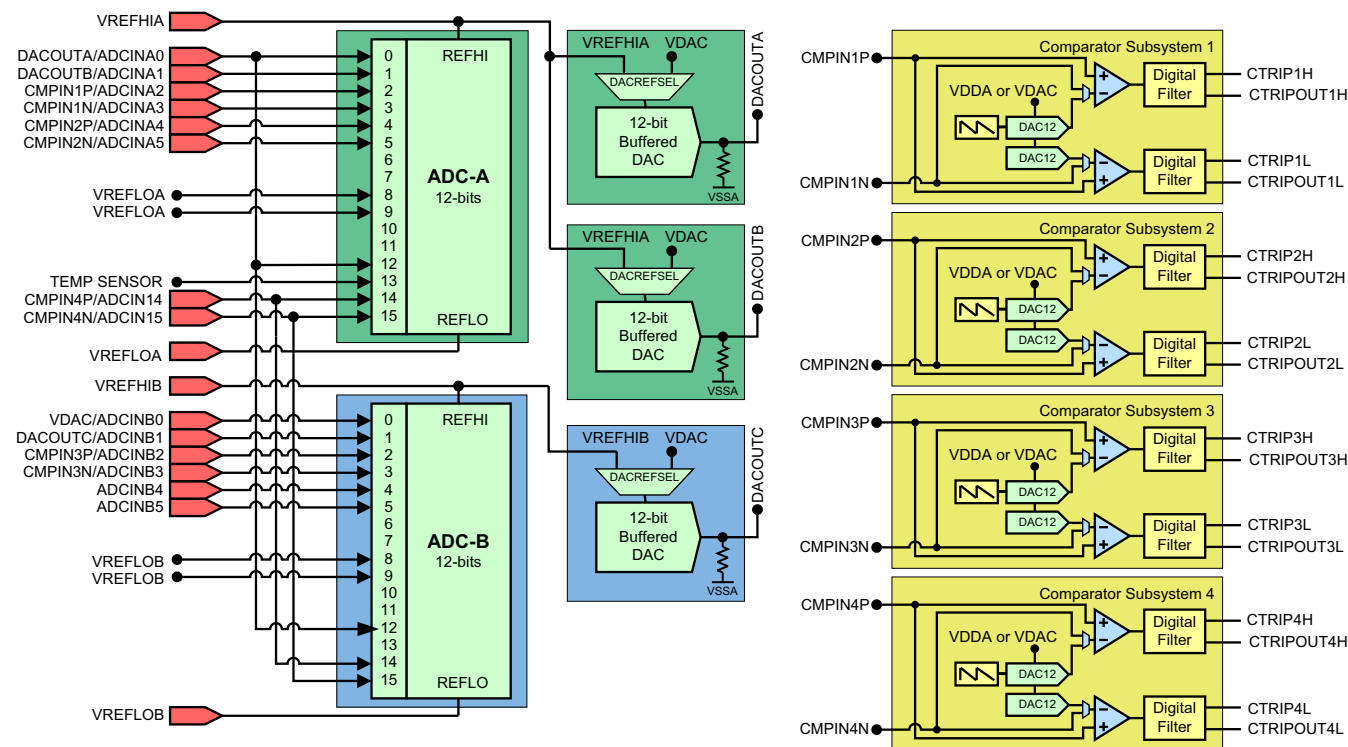 VREFHIA
DACOUTA/ADCINA0
DACOUTB/ADCINA1
CMPIN1P/ADCINA2
CMPIN1N/ADCINA3
CMPIN2P/ADCINA4
CMPIN2N/ADCINA5
VREFLOA
VREFLOA
TEMP SENSOR
CMPIN4P/ADCIN14
CMPIN4N/ADCIN15
VREFLOA
REFHI
0
1
2
3
4
5
6
7
8
9
10
11
12
13
14
15
ADC-A
12-bits
REFLO
VREFHIB
VDAC/ADCINB0
DACOUTC/ADCINB1
CMPIN3P/ADCINB2
CMPIN3N/ADCINB3
ADCINB4
ADCINB5
VREFLOB
VREFLOB
VREFLOB
REFHI
0
1
2
3
4
5
6
7
8
9
10
11
12
13
14
15
ADC-B
12-bits
REFLO
VREFHIA VDAC
DACREFSEL
12-bit
Buffered
DAC
VSSA
DACOUTA
VREFHIA VDAC
DACREFSEL
12-bit
Buffered
DAC
VSSA
DACOUTB
VREFHIB VDAC
DACREFSEL
12-bit
Buffered
DAC
VSSA
DACOUTC
Comparator Subsystem 1
CMPIN1P
VDDA or VDAC
DAC12
DAC12
CMPIN1N
+
−
Digital
Filter
CTRIP1H
CTRIPOUT1H
−
+
Digital
Filter
CTRIP1L
CTRIPOUT1L
Comparator Subsystem 2
CMPIN2P
VDDA or VDAC
DAC12
DAC12
CMPIN2N
+
−
Digital
Filter
CTRIP2H
CTRIPOUT2H
−
+
Digital
Filter
CTRIP2L
CTRIPOUT2L
Comparator Subsystem 3
CMPIN3P
VDDA or VDAC
DAC12
DAC12
CMPIN3N
+
−
Digital
Filter
CTRIP3H
CTRIPOUT3H
−
+
Digital
Filter
CTRIP3L
CTRIPOUT3L
Comparator Subsystem 4
CMPIN4P
VDDA or VDAC
DAC12
DAC12
CMPIN4N
+
−
Digital
Filter
CTRIP4H
CTRIPOUT4H
−
+
Digital
Filter
CTRIP4L
CTRIPOUT4L